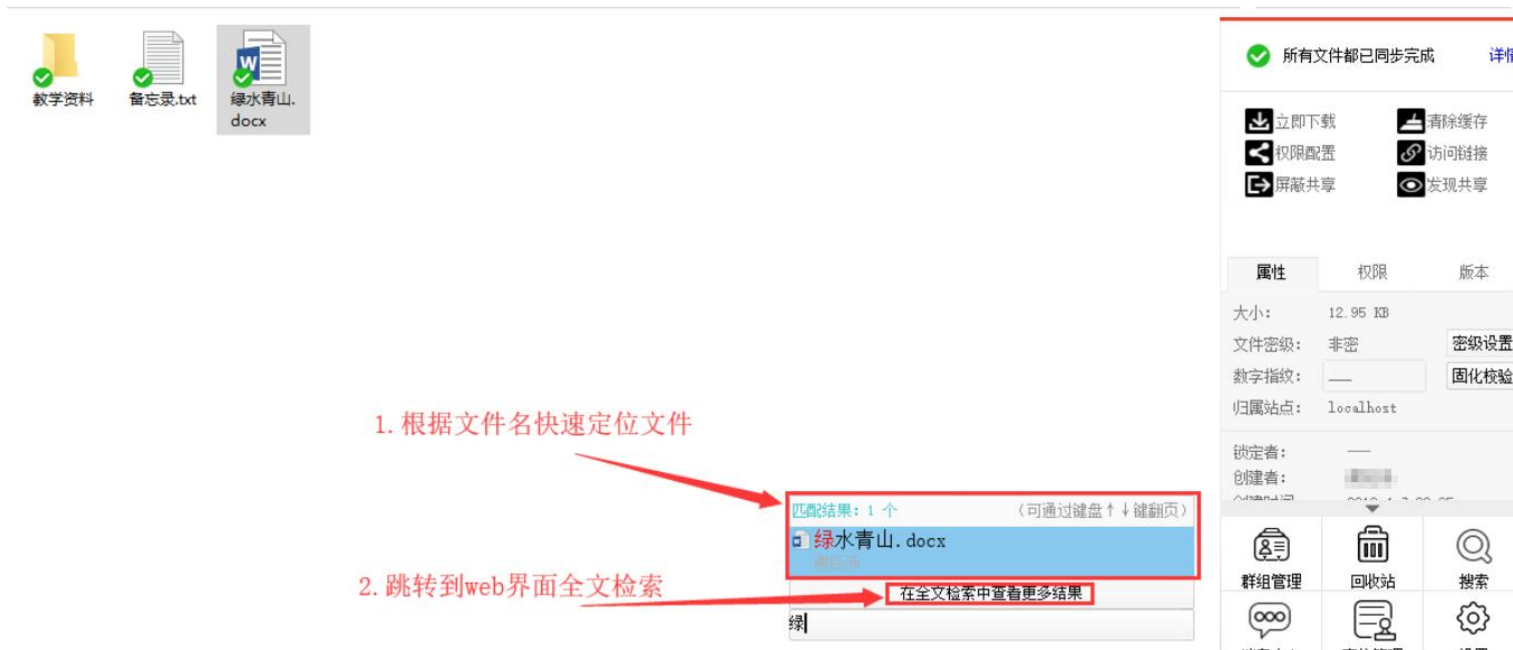 教学资料
备忘录.txt
绿水青山.
docx
所有文件都已同步完成
立即下载
清除缓存
权限配置
访问链接
屏蔽共享
发现共享
属性
权限
版本
大小:
12.95 KB
文件密级:
非密
密级设置
数字指纹:
固化校验
归属站点:
localhost
锁定者:
创建者:
1.根据文件名快速定位文件
匹配结果: 1 个
(可通过键盘↑↓键翻页)
绿水青山.docx
2.跳转到web界面全文检索
在全文检索中查看更多结果
绿
群组管理
回收站
搜索